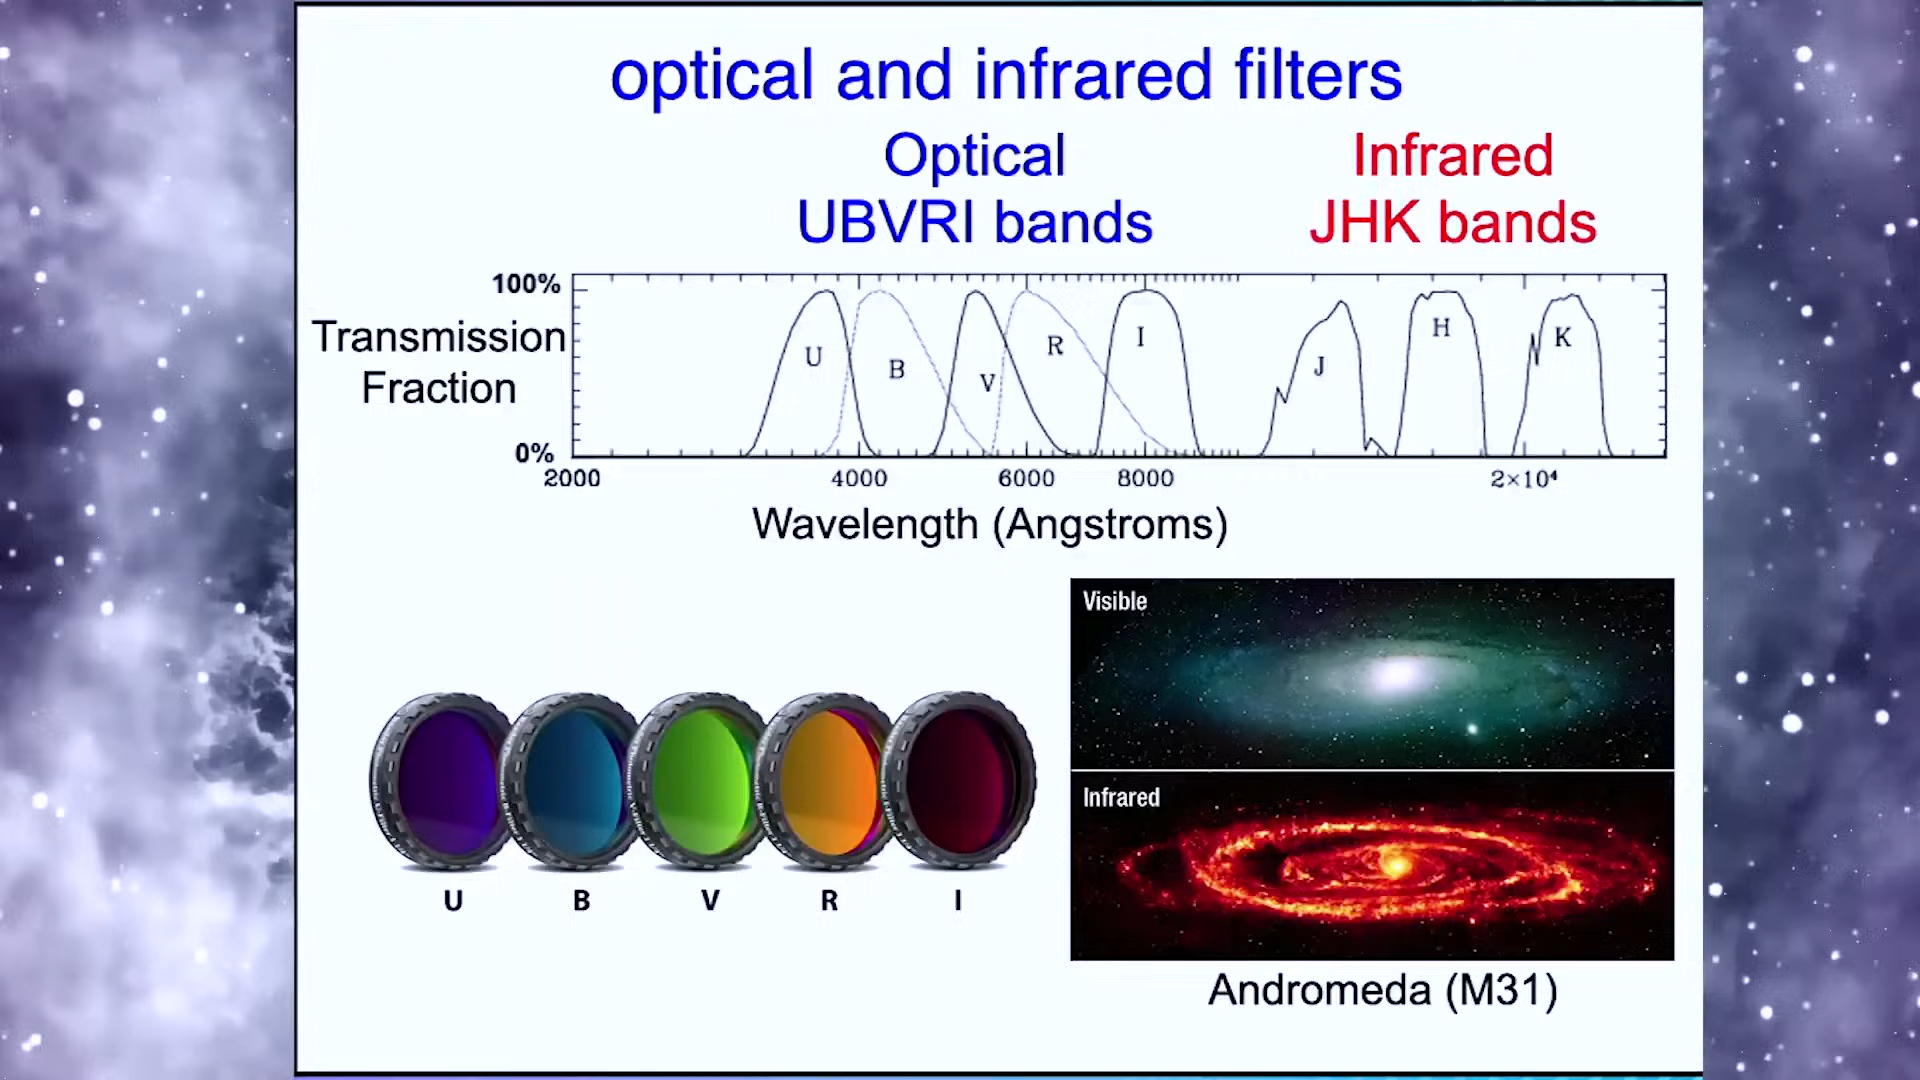 optical and infrared filters
Optical
UBVRI bands
Infrared
JHK bands
100%
Transmission
Fraction
0%
U
B
V
R
I
J
H
K
2000
4000
6000
8000
2×10⁴
Wavelength (Angstroms)
U
B
V
R
I
Visible
Infrared
Andromeda (M31)